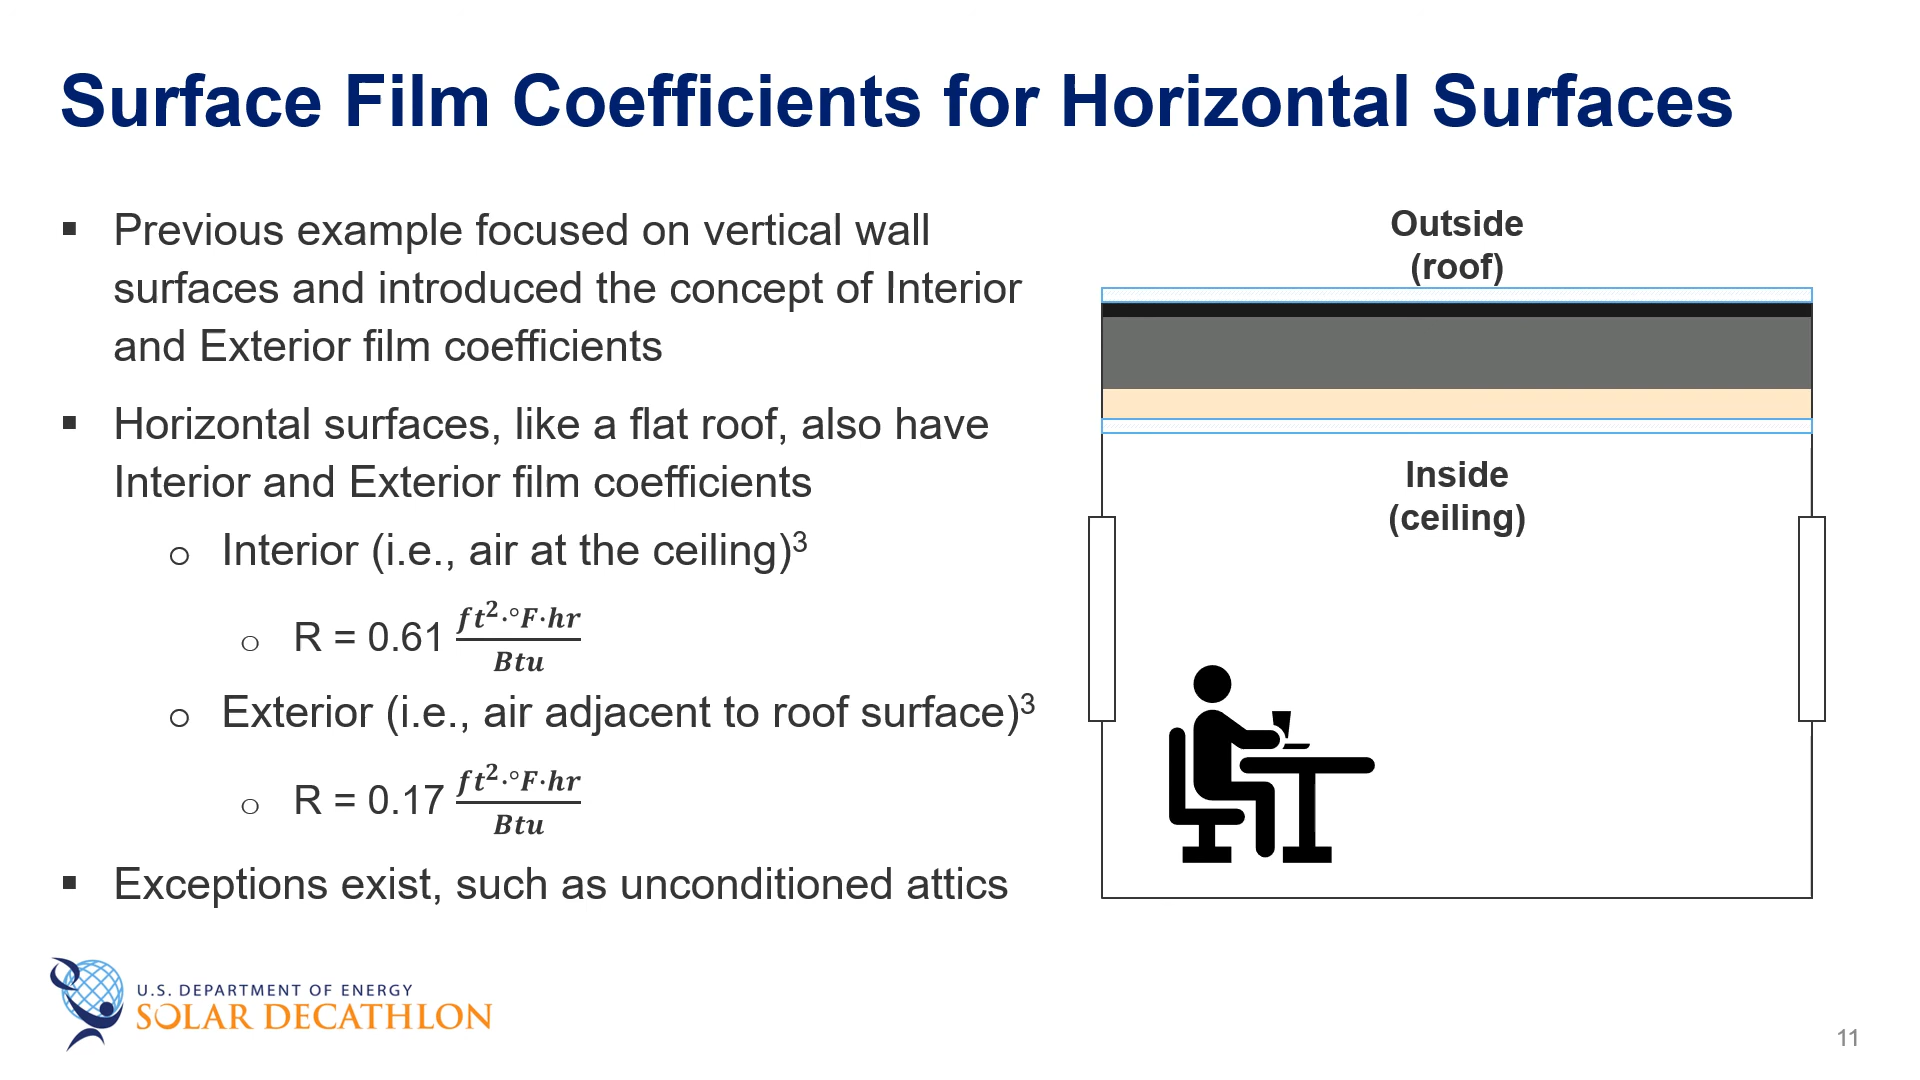 Surface Film Coefficients for Horizontal Surfaces
▪ Previous example focused on vertical wall
surfaces and introduced the concept of Interior
and Exterior film coefficients
▪ Horizontal surfaces, like a flat roof, also have
Interior and Exterior film coefficients
o Interior (i.e., air at the ceiling)³
o R = 0.61 ft²·°F·hr / Btu
o Exterior (i.e., air adjacent to roof surface)³
o R = 0.17 ft²·°F·hr / Btu
▪ Exceptions exist, such as unconditioned attics
Outside
(roof)
Inside
(ceiling)
U.S. DEPARTMENT OF ENERGY
SOLAR DECATHLON
11